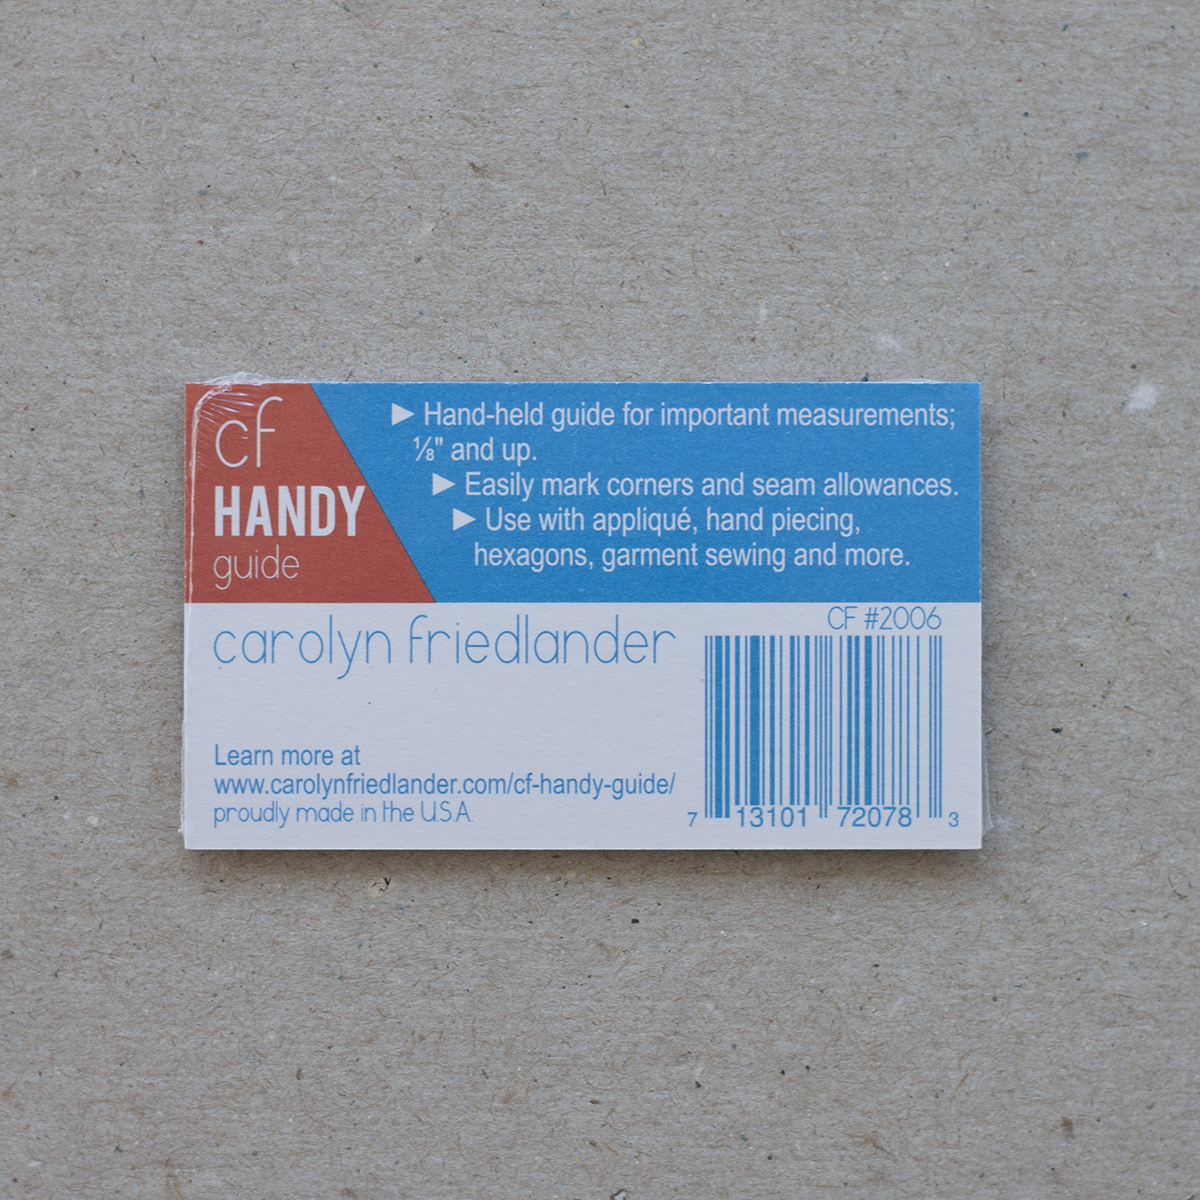 cf
HANDY
guide
► Hand-held guide for important measurements;
⅛" and up.
► Easily mark corners and seam allowances.
► Use with appliqué, hand piecing,
hexagons, garment sewing and more.
carolyn friedlander
CF #2006
Learn more at
www.carolynfriedlander.com/cf-handy-guide/
proudly made in the U.S.A.
7 13101 72078 3